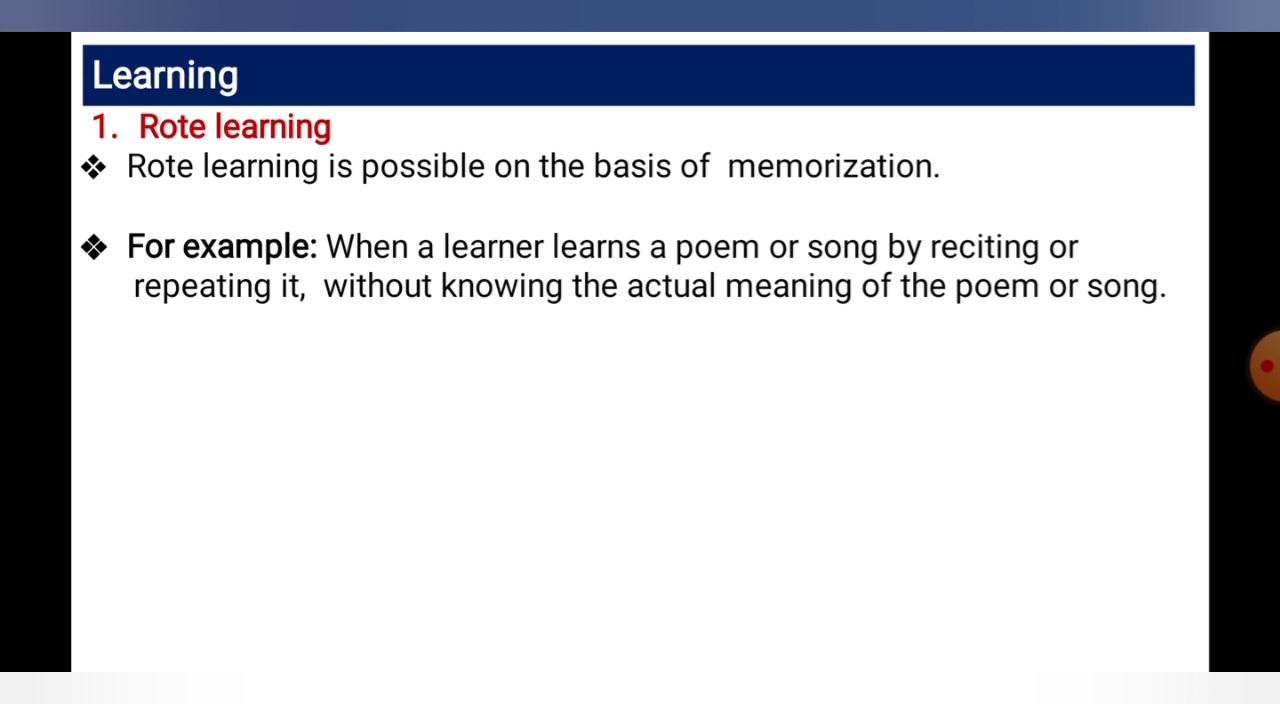 Learning
1. Rote learning
❖ Rote learning is possible on the basis of memorization.
❖ For example: When a learner learns a poem or song by reciting or
repeating it, without knowing the actual meaning of the poem or song.